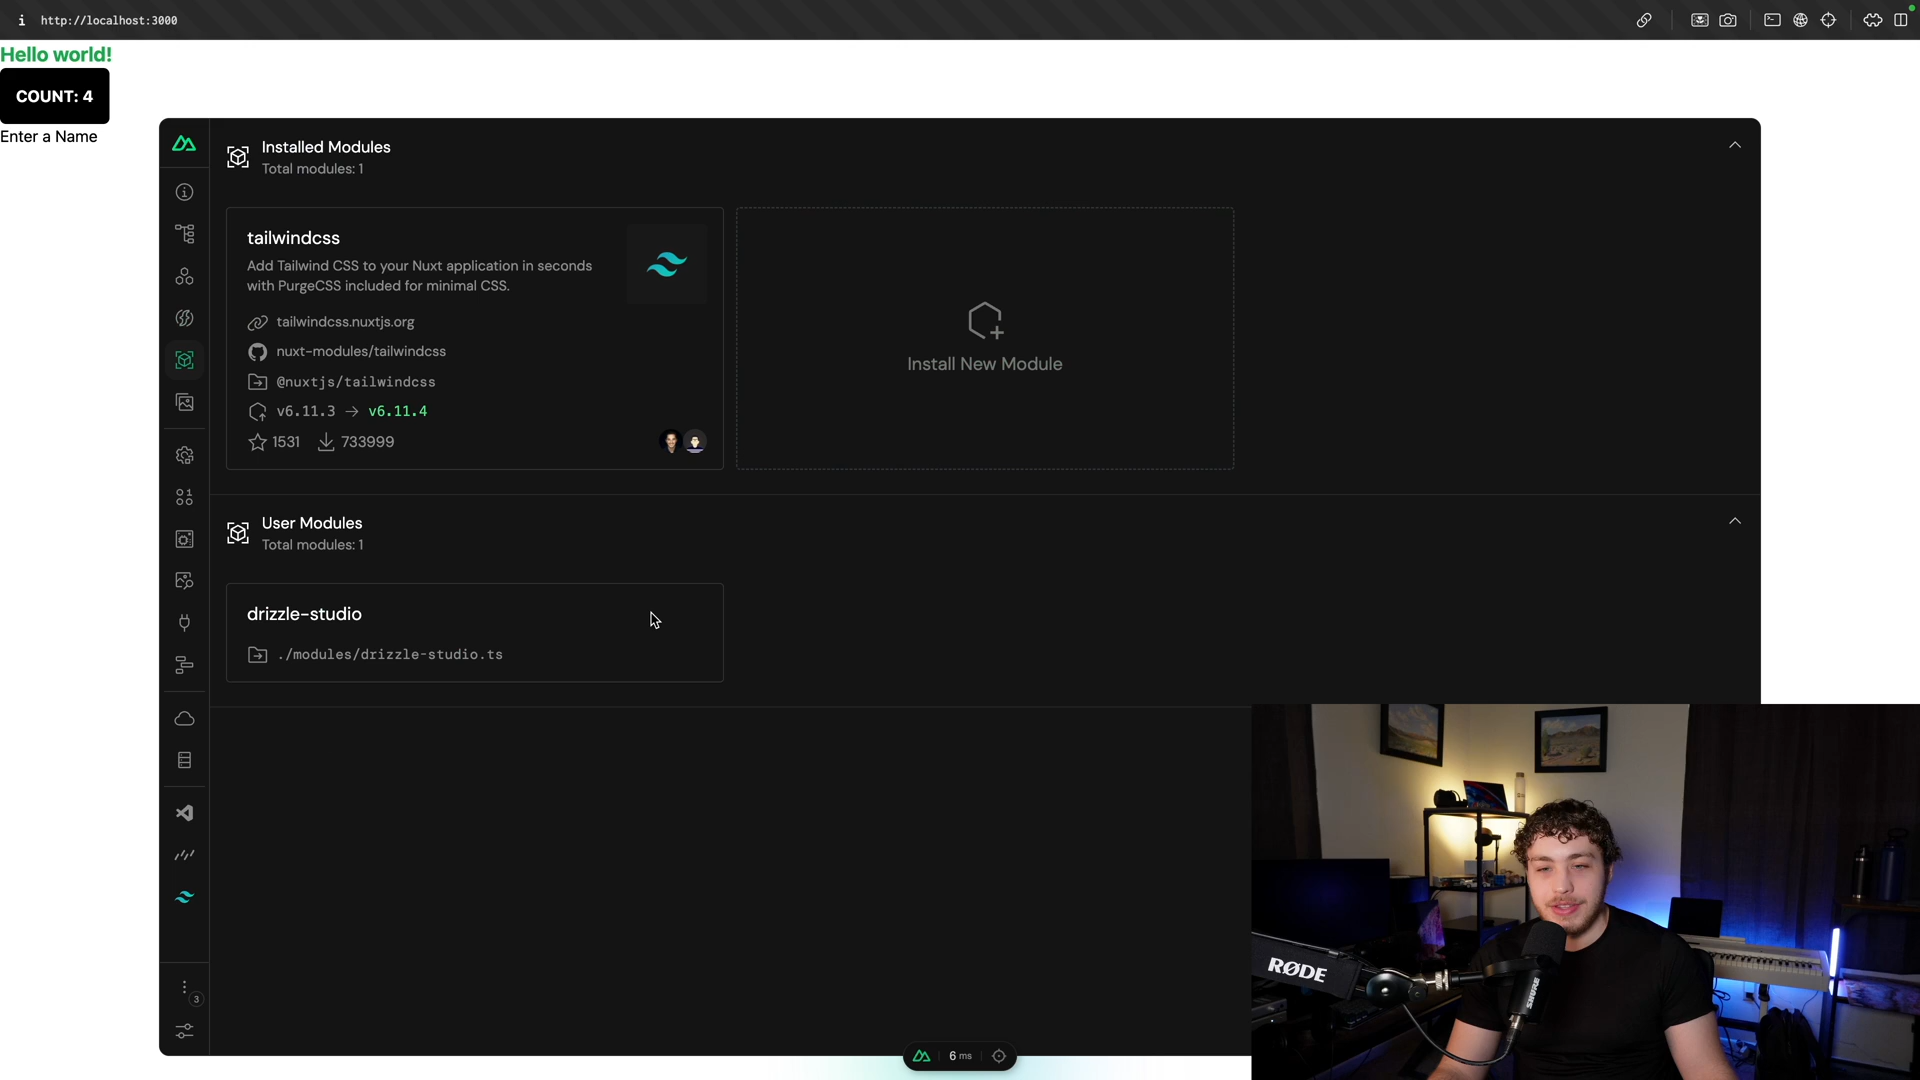 http://localhost:3000
Hello world!
COUNT: 4
Enter a Name
Installed Modules
Total modules: 1
tailwindcss
Add Tailwind CSS to your Nuxt application in seconds
with PurgeCSS included for minimal CSS.
tailwindcss.nuxtjs.org
nuxt-modules/tailwindcss
@nuxtjs/tailwindcss
v6.11.3 → v6.11.4
1531 733999
Install New Module
User Modules
Total modules: 1
drizzle-studio
./modules/drizzle-studio.ts
3
6 ms
RØDE
SHURE